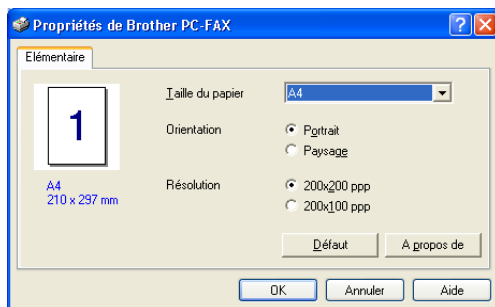 Propriétés de Brother PC-FAX
Elémentaire
1
A4
210 x 297 mm
Taille du papier
A4
Orientation
Portrait
Paysage
Résolution
200x200 ppp
200x100 ppp
Défaut
A propos de
OK
Annuler
Aide